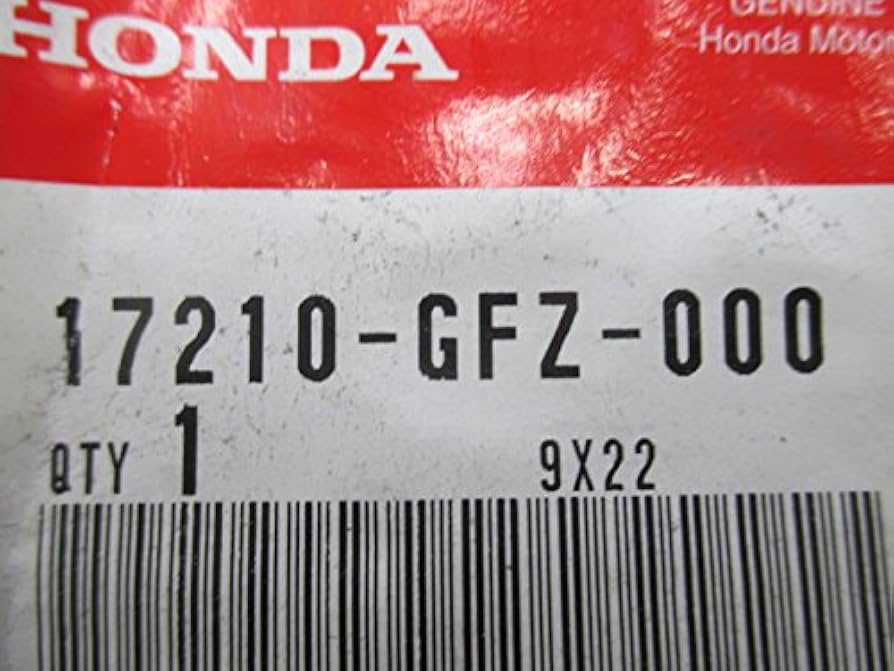 HONDA
GENUINE
Honda Motor
17210-GFZ-000
QTY 1 9X22